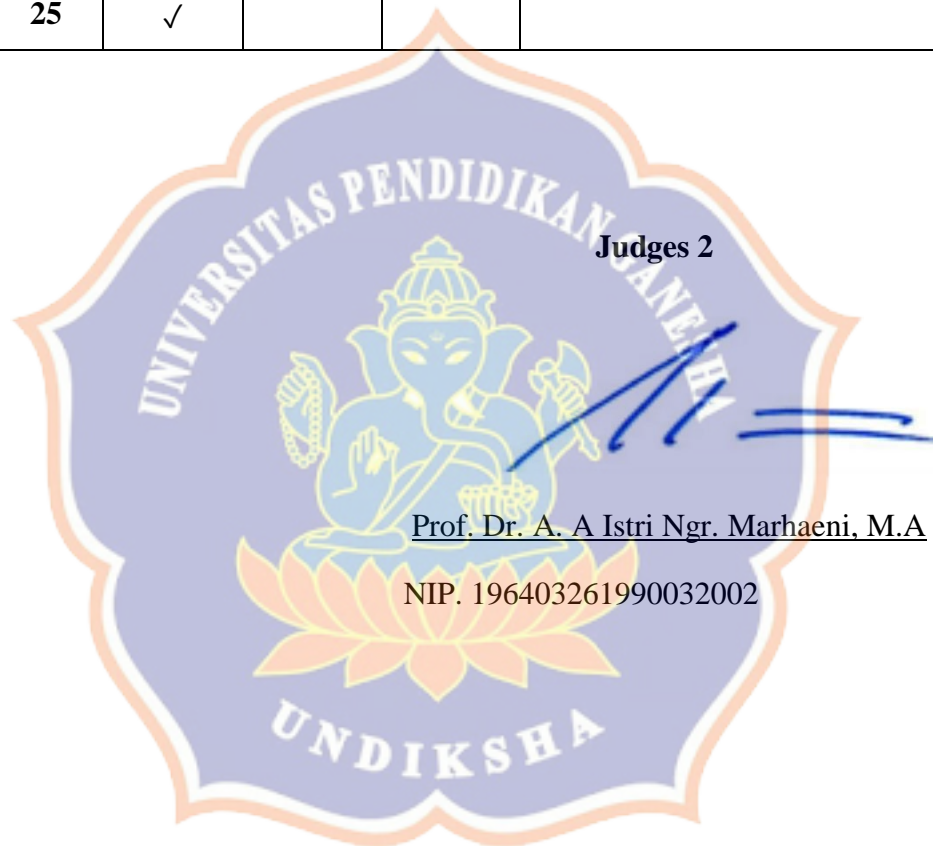 25 ✓
UNIVERSITAS PENDIDIKAN GANESHA
Judges 2
Prof. Dr. A. A Istri Ngr. Marhaeni, M.A
NIP. 196403261990032002
UNDIKSHA